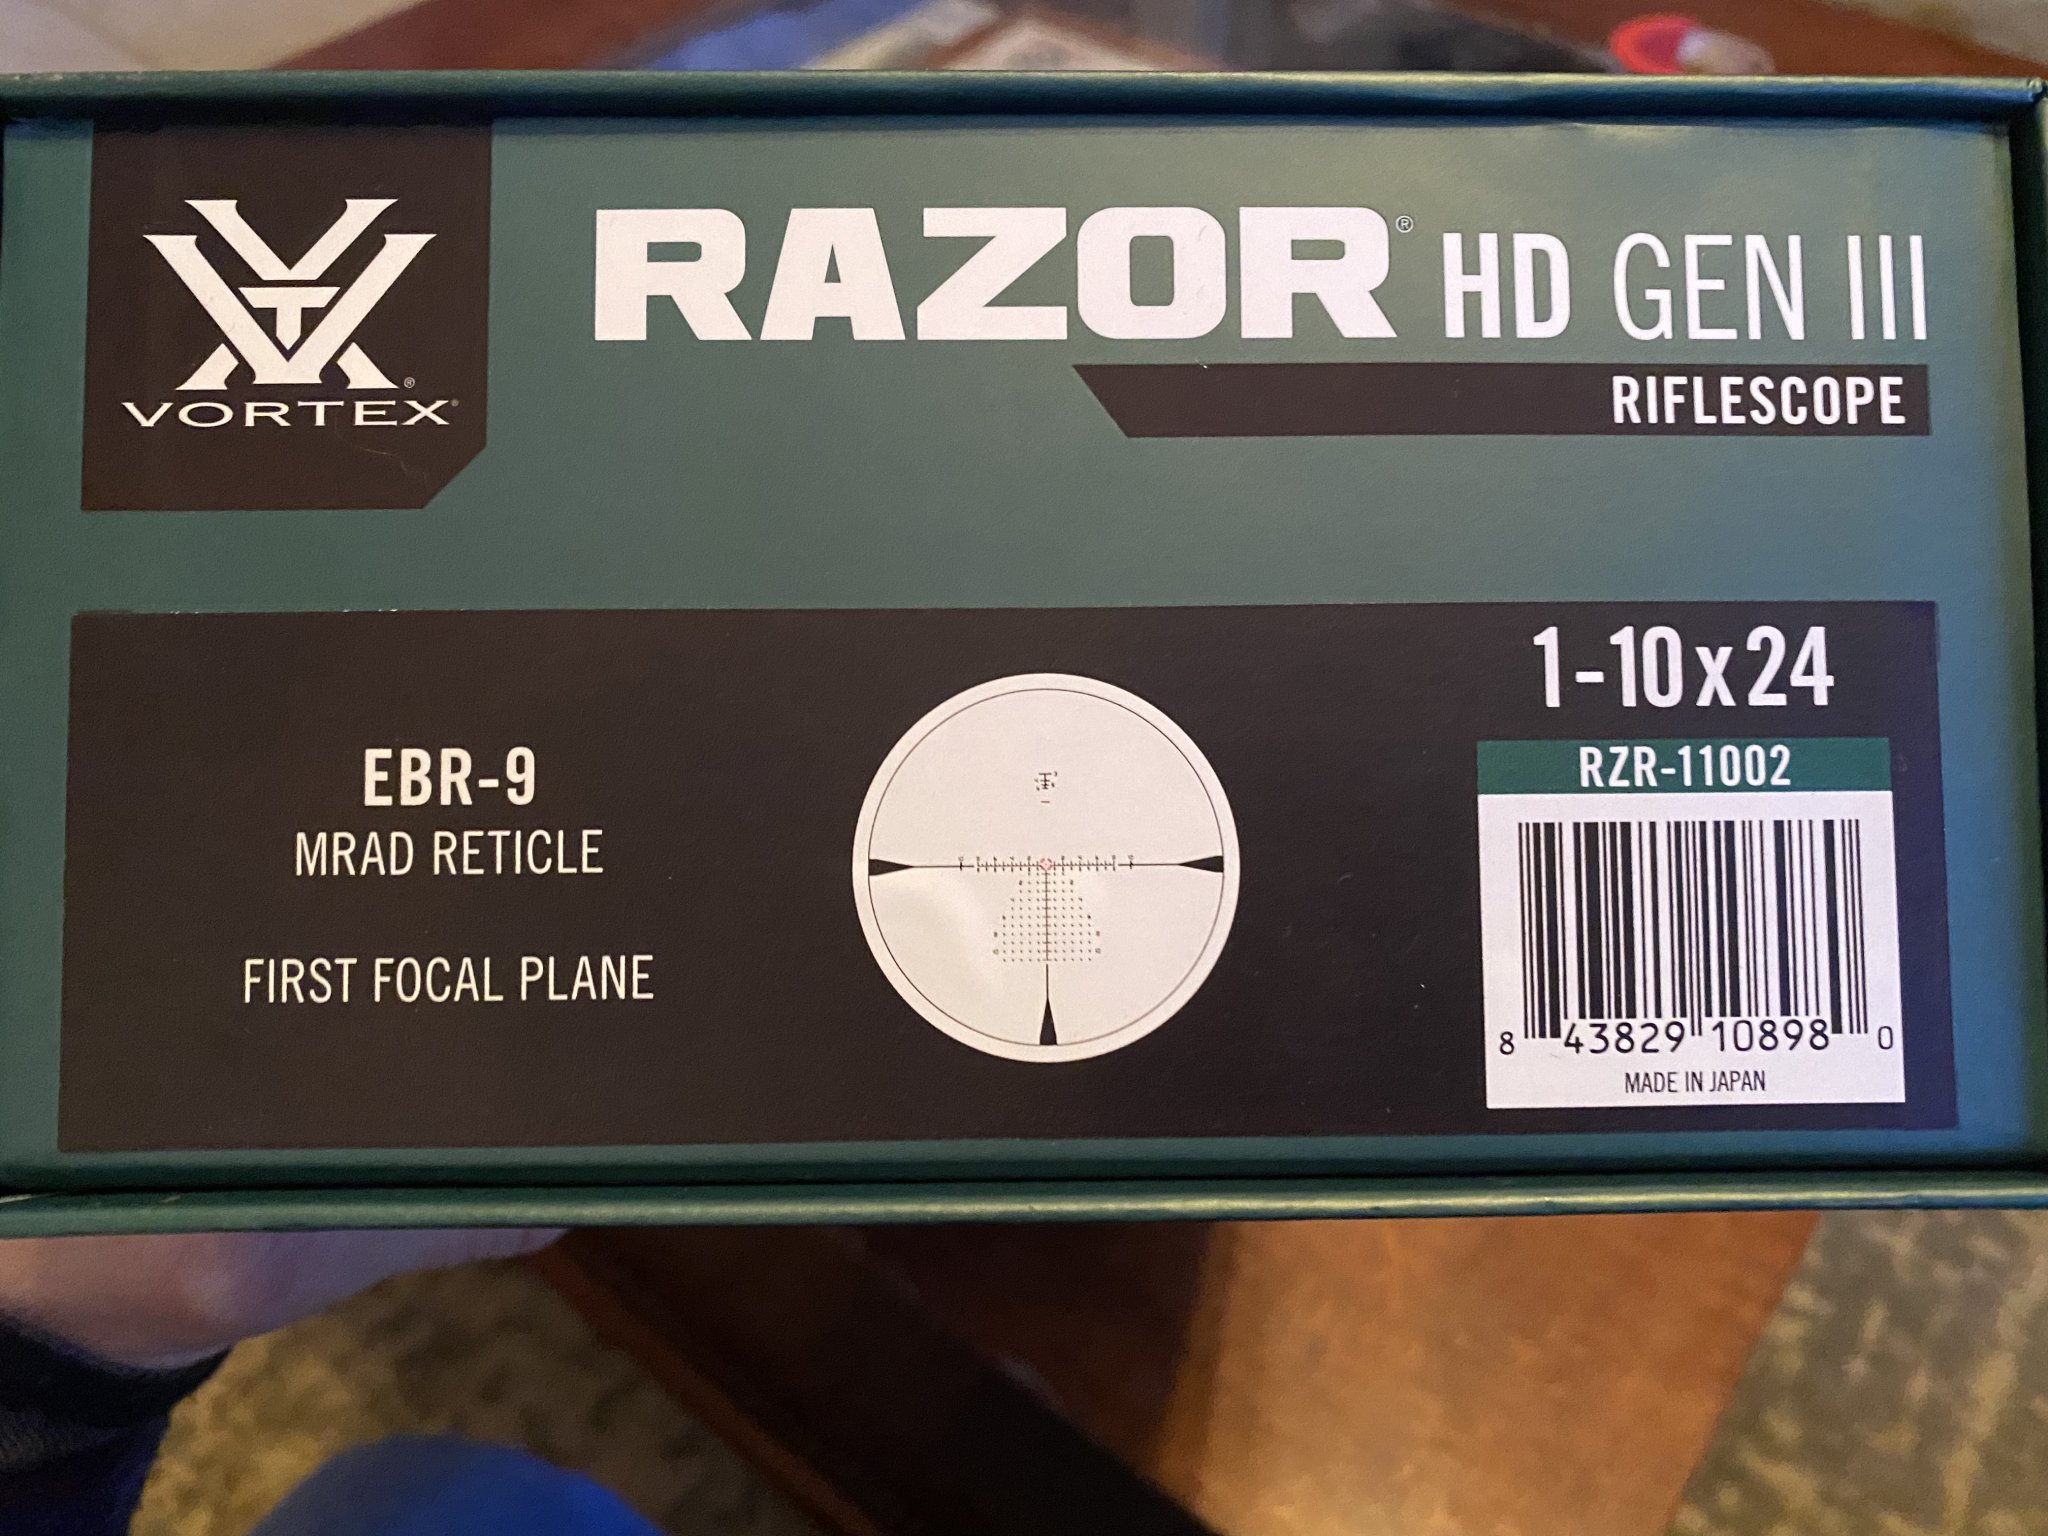 VORTEX®
RAZOR® HD GEN III
RIFLESCOPE
EBR-9
MRAD RETICLE
FIRST FOCAL PLANE
1-10x24
RZR-11002
8 43829 10898 0
MADE IN JAPAN